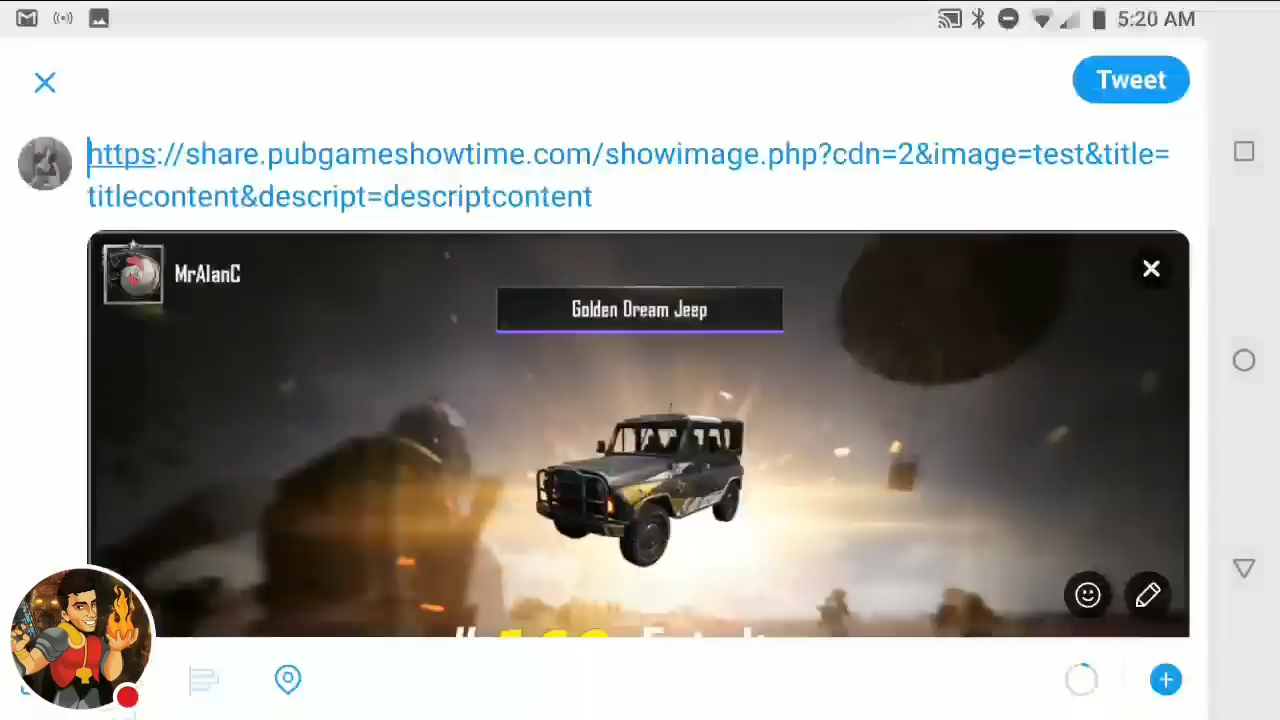 5:20 AM
Tweet
https://share.pubgameshowtime.com/showimage.php?cdn=2&image=test&title=
titlecontent&descript=descriptcontent
MrAlanC
Golden Dream Jeep